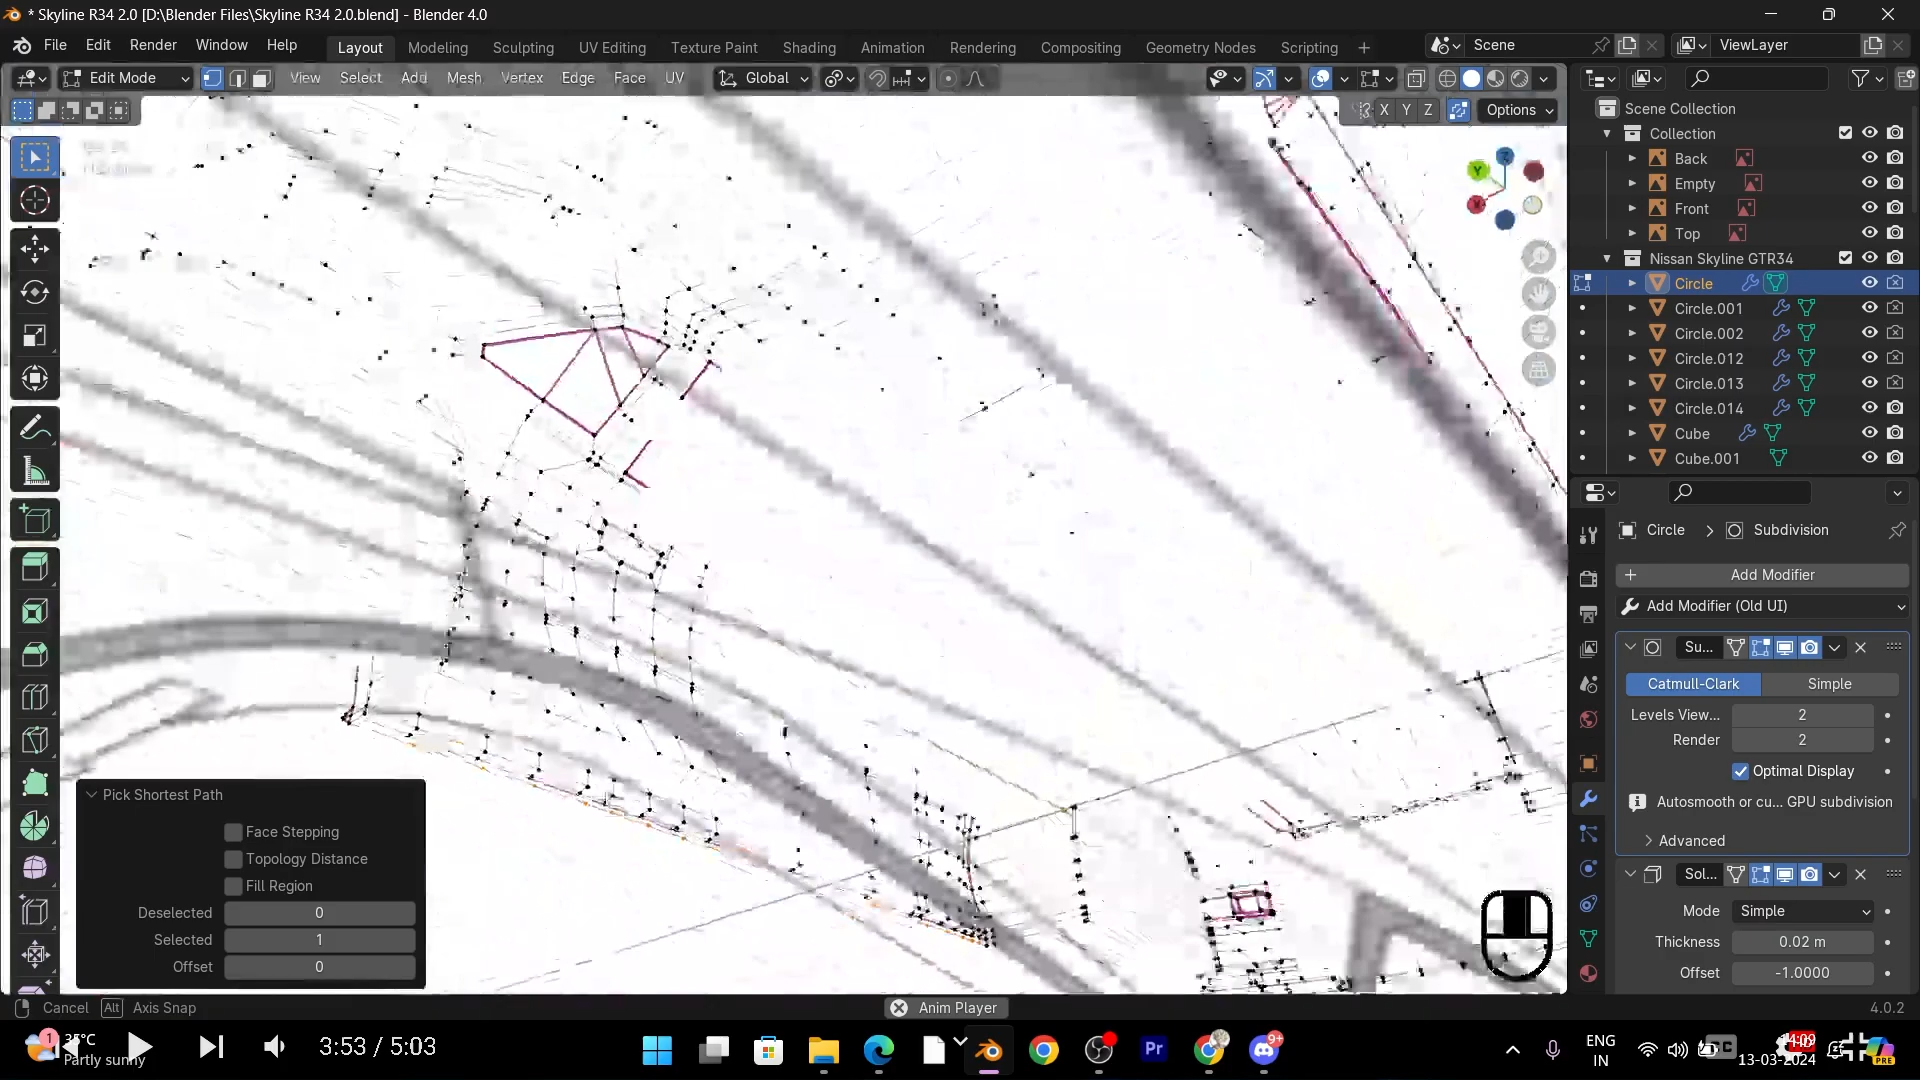 * Skyline R34 2.0 [D:\Blender Files\Skyline R34 2.0.blend] - Blender 4.0
File Edit Render Window Help Layout Modeling Sculpting UV Editing Texture Paint Shading Animation Rendering Compositing Geometry Nodes Scripting + Scene ViewLayer
Edit Mode View Select Add Mesh Vertex Edge Face UV Global
X Y Z Options
Scene Collection
Collection
Back
Empty
Front
Top
Nissan Skyline GTR34
Circle
Circle.001
Circle.002
Circle.012
Circle.013
Circle.014
Cube
Cube.001
Y
Z
Circle > Subdivision
+ Add Modifier
Add Modifier (Old UI)
Su...
Catmull-Clark Simple
Levels View... 2
Render 2
Optimal Display
Autosmooth or cu... GPU subdivision
Advanced
Sol...
Mode Simple
Thickness 0.02 m
Offset -1.0000
Pick Shortest Path
Face Stepping
Topology Distance
Fill Region
Deselected 0
Selected 1
Offset 0
Cancel Alt Axis Snap Anim Player 4.0.2
1
35°C
Partly sunny
3:53 / 5:03
Pr
9+
ENG
IN
13-03-2024
PRE